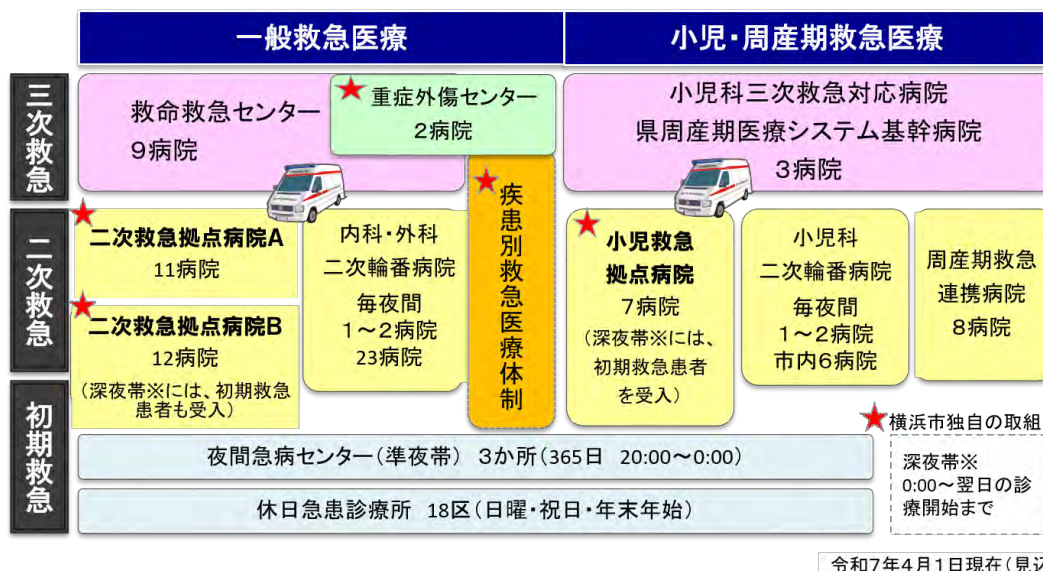 一般救急医療
小児・周産期救急医療
三次救急
救命救急センター
9病院
★重症外傷センター
2病院
小児科三次救急対応病院
県周産期医療システム基幹病院
3病院
二次救急
★二次救急拠点病院A
11病院
★二次救急拠点病院B
12病院
(深夜帯※には、初期救急
患者も受入)
内科・外科
二次輪番病院
毎夜間
1~2病院
23病院
★疾患別救急医療体制
★小児救急
拠点病院
7病院
(深夜帯※には、
初期救急患者
を受入)
小児科
二次輪番病院
毎夜間
1~2病院
市内6病院
周産期救急
連携病院
8病院
初期救急
夜間急病センター(準夜帯) 3か所(365日 20:00~0:00)
休日急患診療所 18区(日曜・祝日・年末年始)
★横浜市独自の取組
深夜帯※
0:00~翌日の診
療開始まで
令和7年4月1日現在(見込